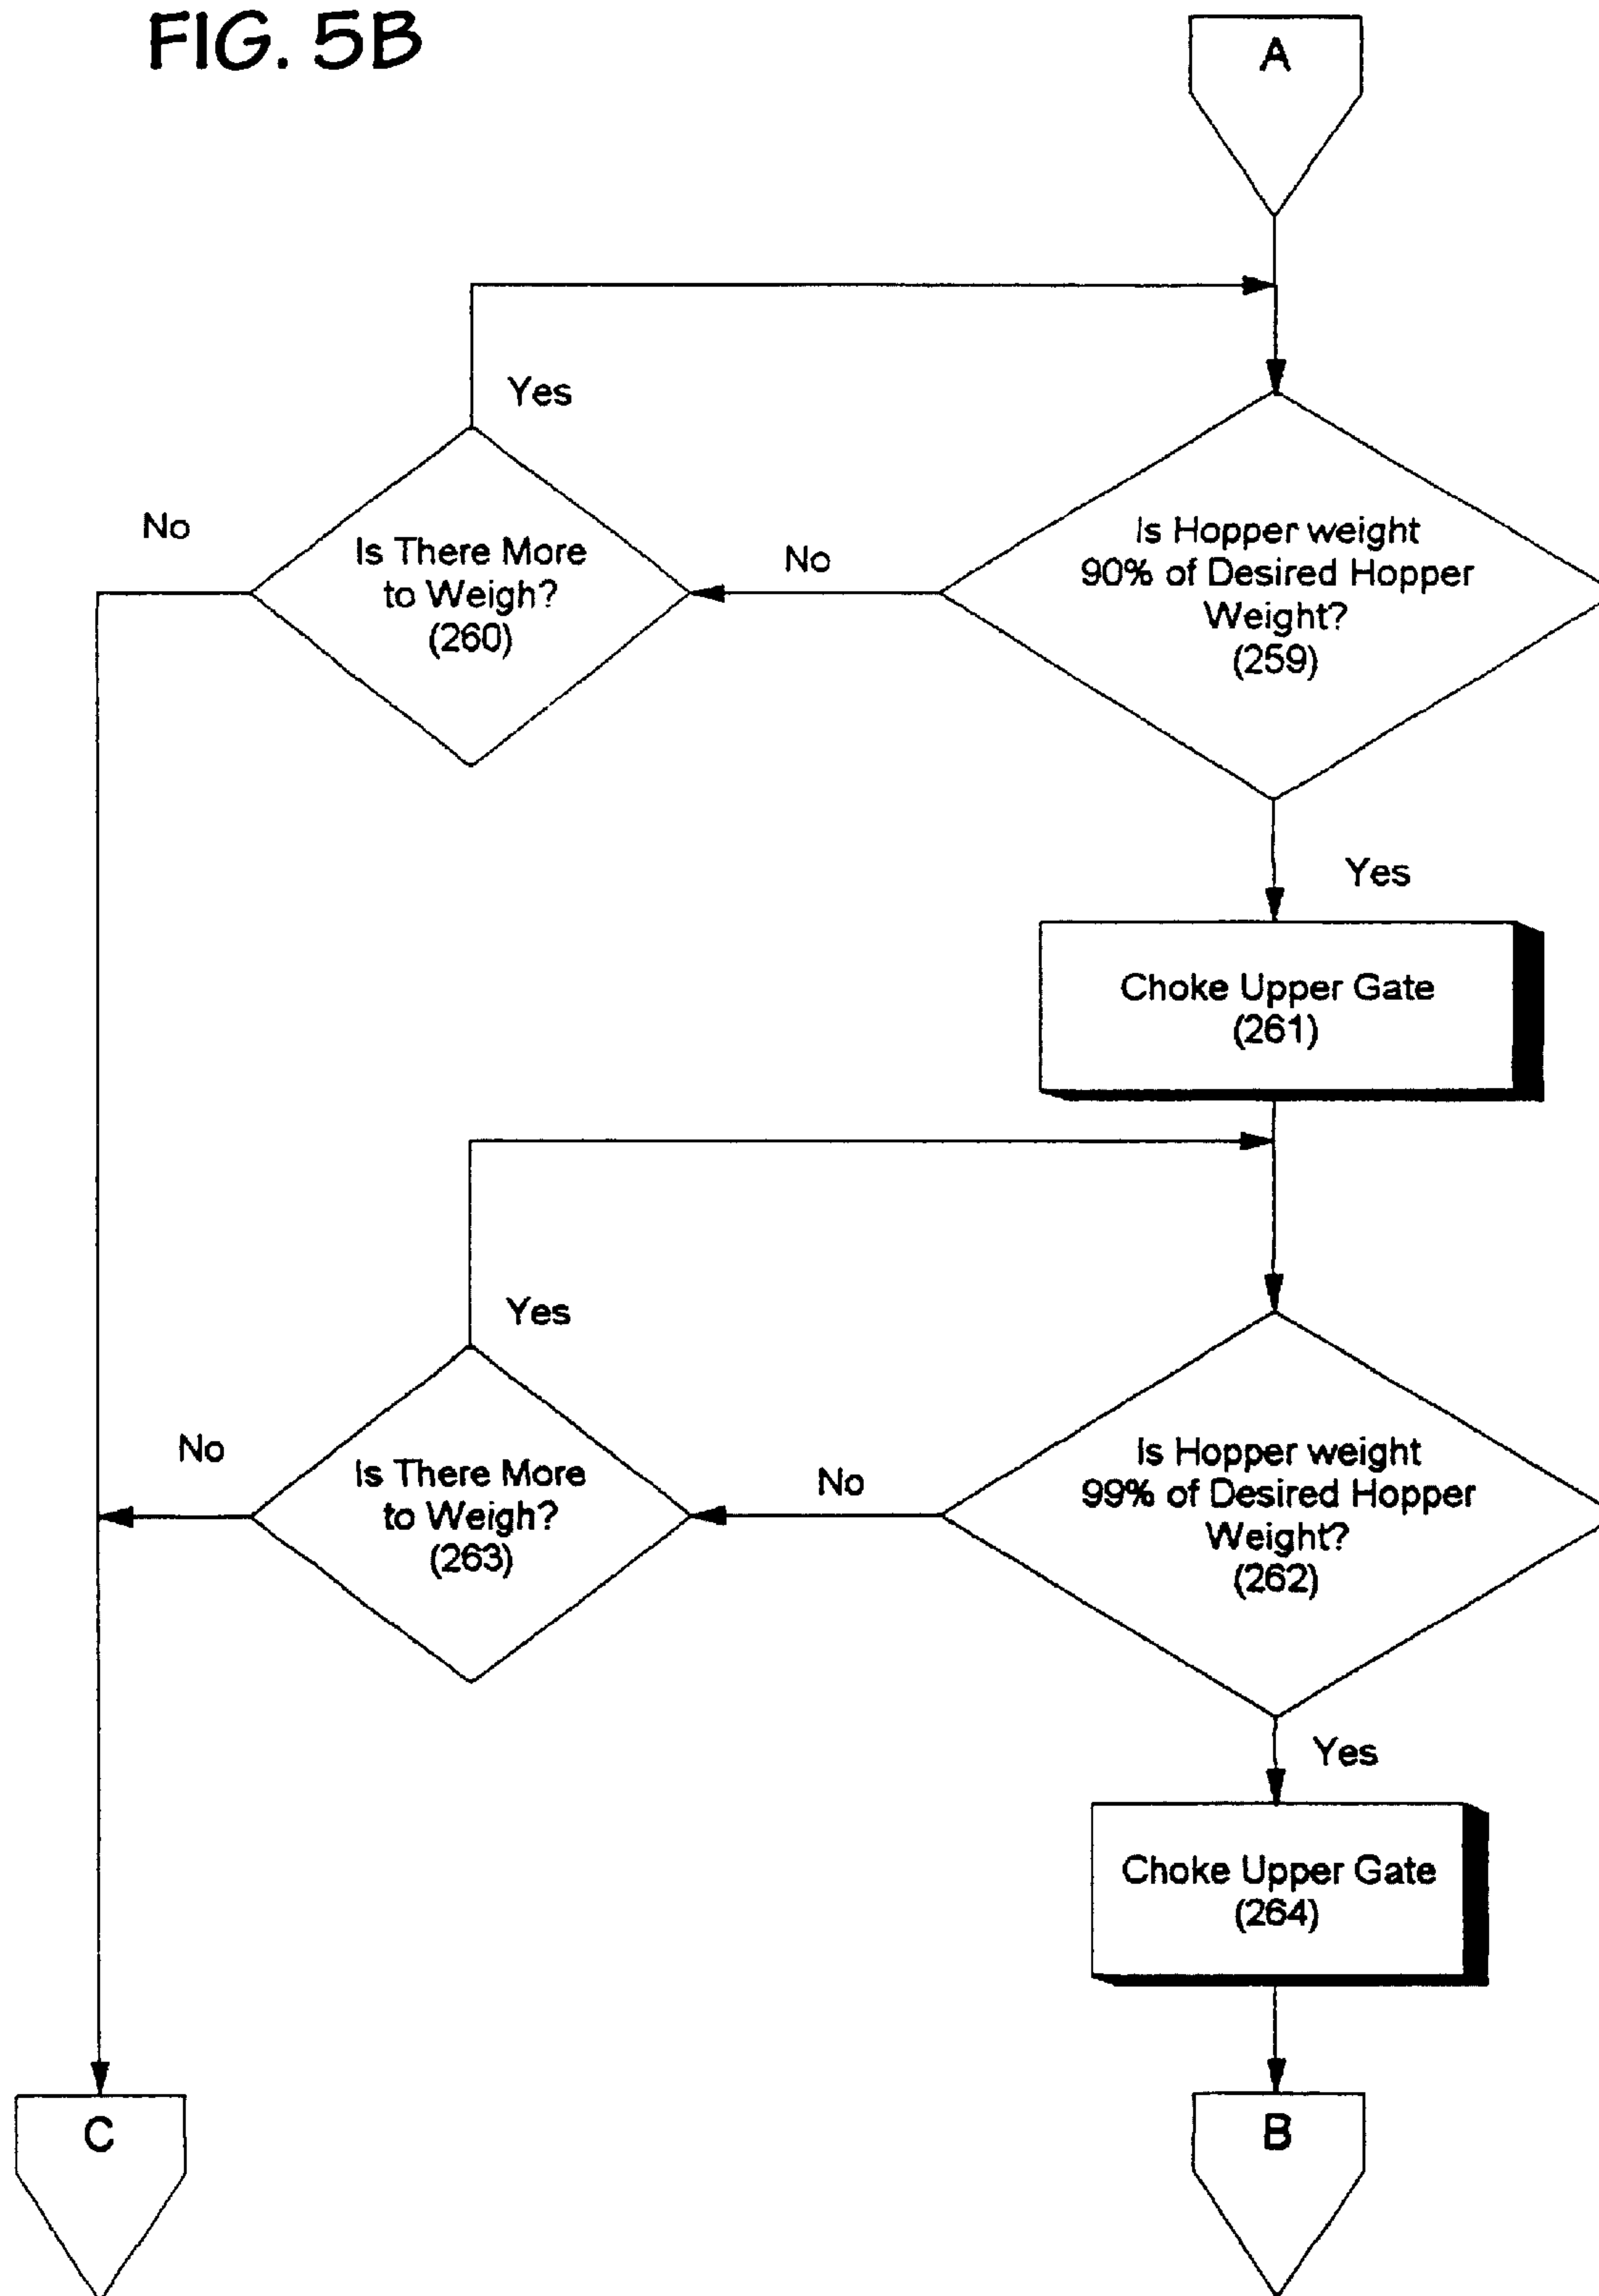 FIG. 5B
A
Yes
No
Is There More
to Weigh?
(260)
No
Is Hopper weight
90% of Desired Hopper
Weight?
(259)
Yes
Choke Upper Gate
(261)
Yes
No
Is There More
to Weigh?
(263)
No
Is Hopper weight
99% of Desired Hopper
Weight?
(262)
Yes
Choke Upper Gate
(264)
C
B